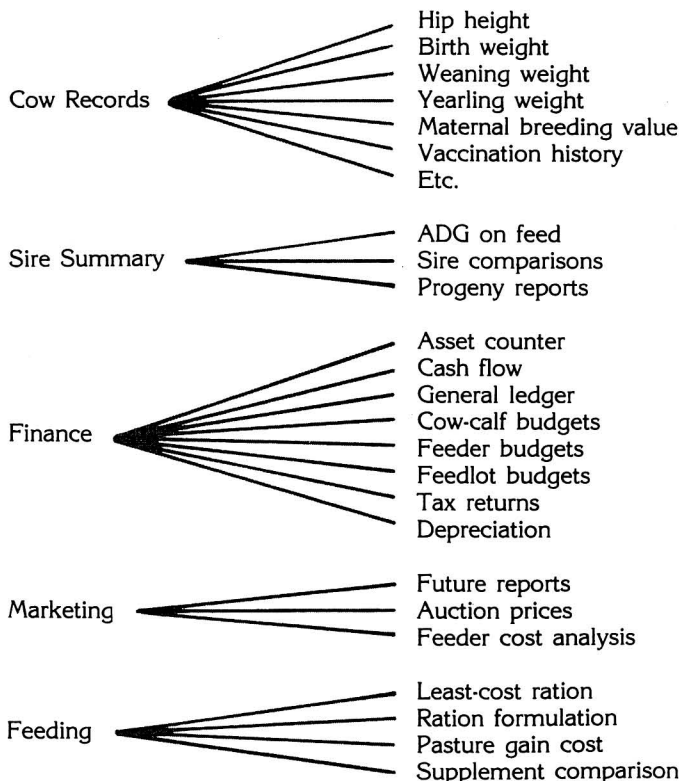 Cow Records
Hip height
Birth weight
Weaning weight
Yearling weight
Maternal breeding value
Vaccination history
Etc.
Sire Summary
ADG on feed
Sire comparisons
Progeny reports
Finance
Asset counter
Cash flow
General ledger
Cow-calf budgets
Feeder budgets
Feedlot budgets
Tax returns
Depreciation
Marketing
Future reports
Auction prices
Feeder cost analysis
Feeding
Least-cost ration
Ration formulation
Pasture gain cost
Supplement comparison